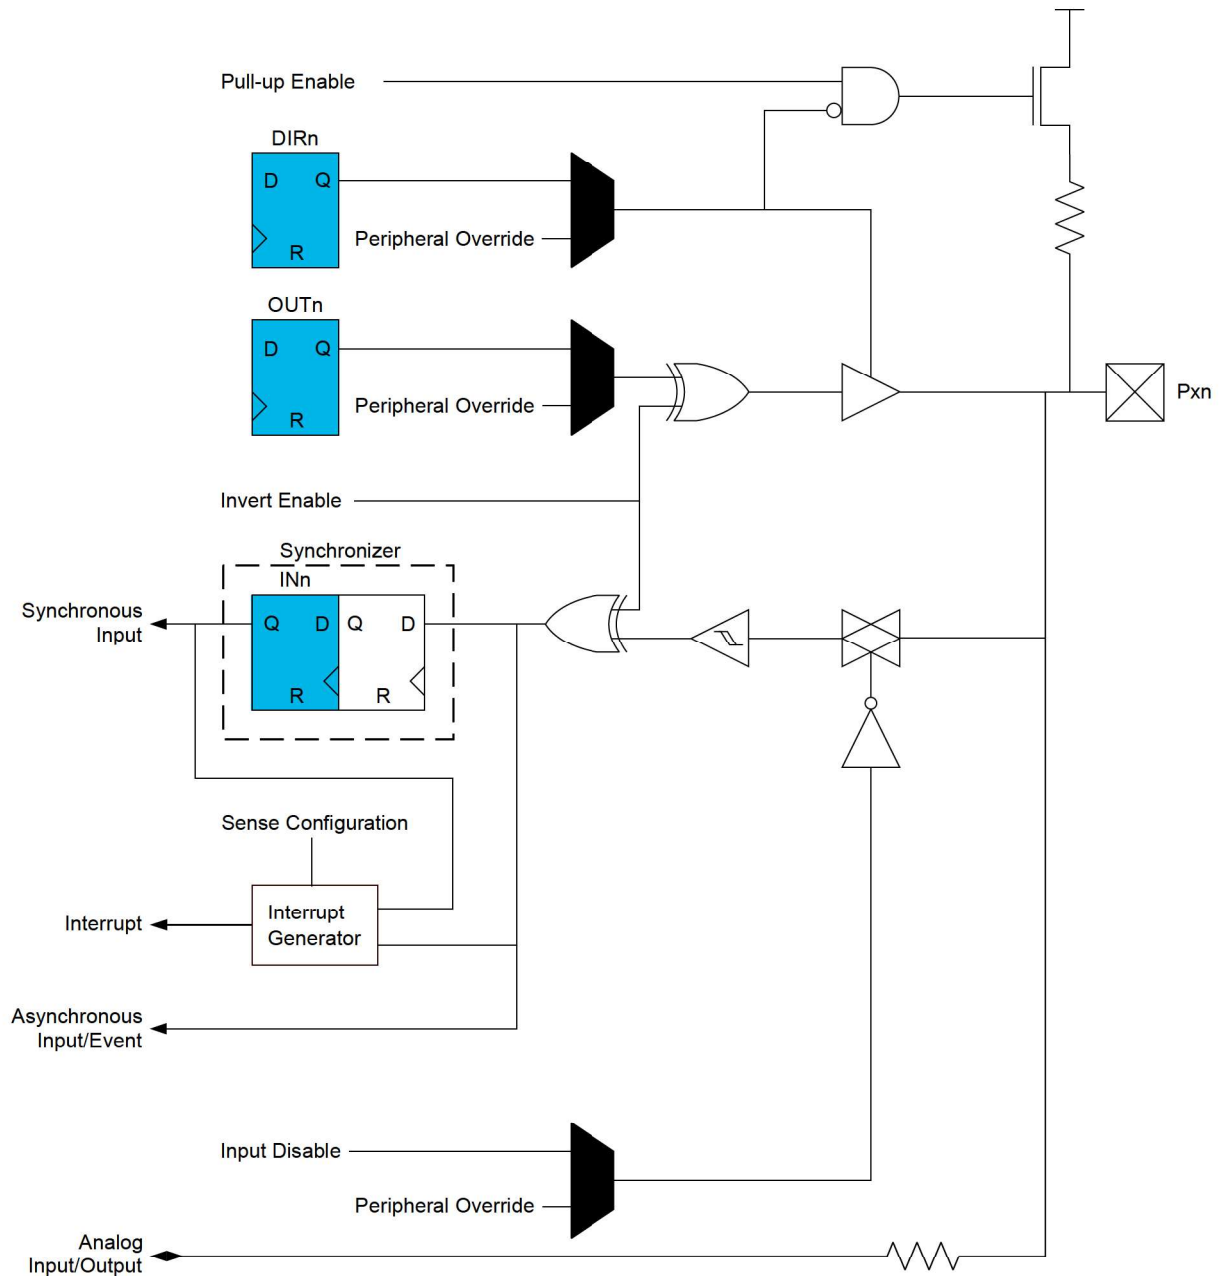 Pull-up Enable
DIRn
D Q
Peripheral Override
R
OUTn
D Q
Pxn
Peripheral Override
R
Invert Enable
Synchronizer
INn
Synchronous
Input
Q D Q D
R R
Sense Configuration
Interrupt
Interrupt
Generator
Asynchronous
Input/Event
Input Disable
Peripheral Override
Analog
Input/Output